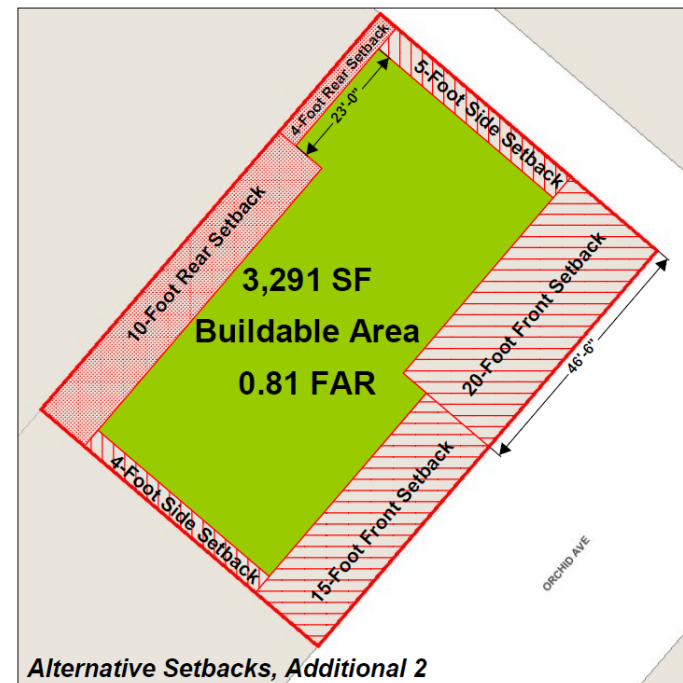 4-Foot Rear Setback
23'-0"
5-Foot Side Setback
10-Foot Rear Setback
3,291 SF
Buildable Area
0.81 FAR
20-Foot Front Setback
46'-6"
4-Foot Side Setback
15-Foot Front Setback
ORCHID AVE
Alternative Setbacks, Additional 2